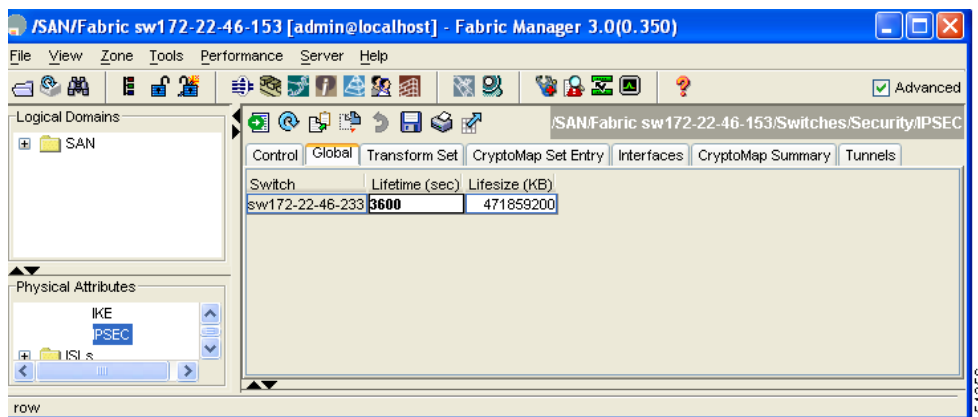 /SAN/Fabric sw172-22-46-153 [admin@localhost] - Fabric Manager 3.0(0.350)
File View Zone Tools Performance Server Help
Advanced
Logical Domains
SAN
/SAN/Fabric sw172-22-46-153/Switches/Security/IPSEC
Control Global Transform Set CryptoMap Set Entry Interfaces CryptoMap Summary Tunnels
Switch Lifetime (sec) Lifesize (KB)
sw172-22-46-233 3600 471859200
Physical Attributes
IKE
IPSEC
ISLs
row